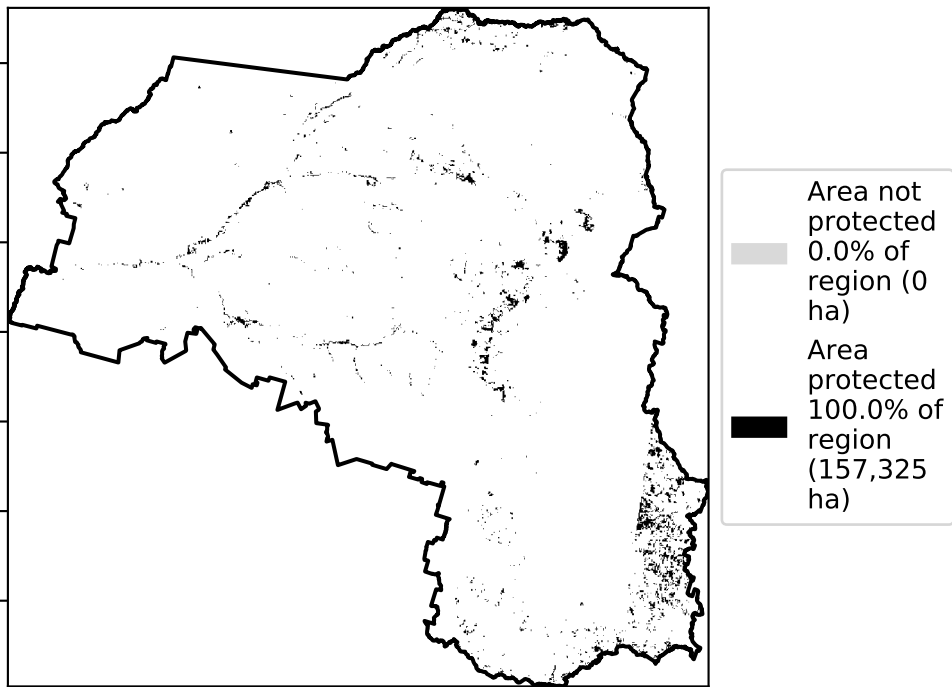 Area not
protected
0.0% of
region (0
ha)
Area
protected
100.0% of
region
(157,325
ha)